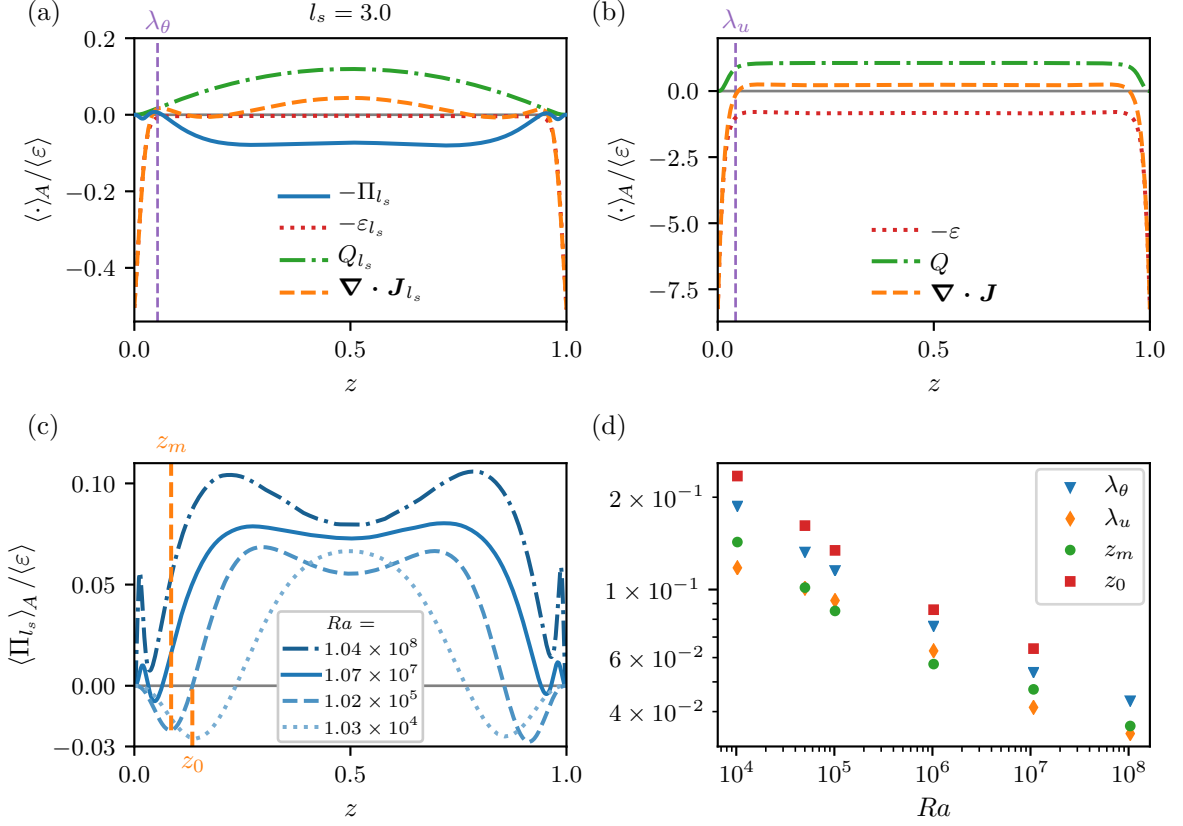 (a)
l_s = 3.0
λ_θ
0.2
0.0
−0.2
−0.4
⟨·⟩_A/⟨ε⟩
−Π_{l_s}
−ε_{l_s}
Q_{l_s}
∇ · J_{l_s}
0.0
0.5
1.0
z
(b)
λ_u
0.0
−2.5
−5.0
−7.5
⟨·⟩_A/⟨ε⟩
−ε
Q
∇ · J
0.0
0.5
1.0
z
(c)
z_m
0.10
0.05
0.00
−0.03
⟨Π_{l_s}⟩_A/⟨ε⟩
Ra =
1.04 × 10^8
1.07 × 10^7
1.02 × 10^5
1.03 × 10^4
z_0
0.0
0.5
1.0
z
(d)
2 × 10^{−1}
1 × 10^{−1}
6 × 10^{−2}
4 × 10^{−2}
λ_θ
λ_u
z_m
z_0
10^4
10^5
10^6
10^7
10^8
Ra